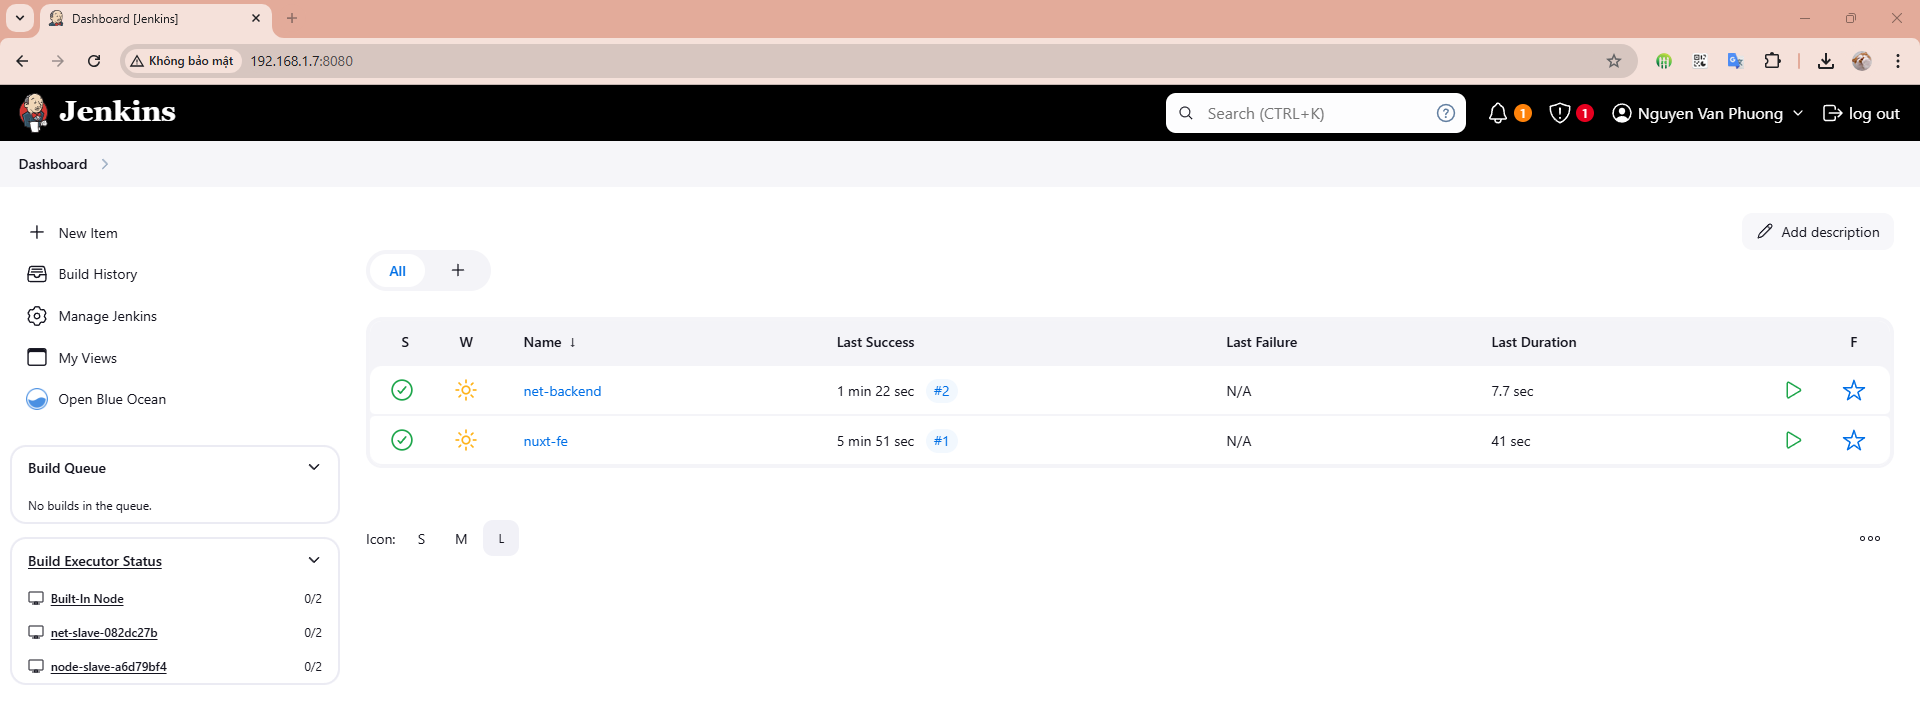 Dashboard [Jenkins]
Không bảo mật 192.168.1.7:8080
Jenkins
Search (CTRL+K) ? 1 1 Nguyen Van Phuong log out
Dashboard
New Item
Build History
Manage Jenkins
My Views
Open Blue Ocean
Add description
All +
S W Name ↓ Last Success Last Failure Last Duration F
net-backend 1 min 22 sec #2 N/A 7.7 sec
nuxt-fe 5 min 51 sec #1 N/A 41 sec
Icon: S M L
Build Queue
No builds in the queue.
Build Executor Status
Built-In Node 0/2
net-slave-082dc27b 0/2
node-slave-a6d79bf4 0/2